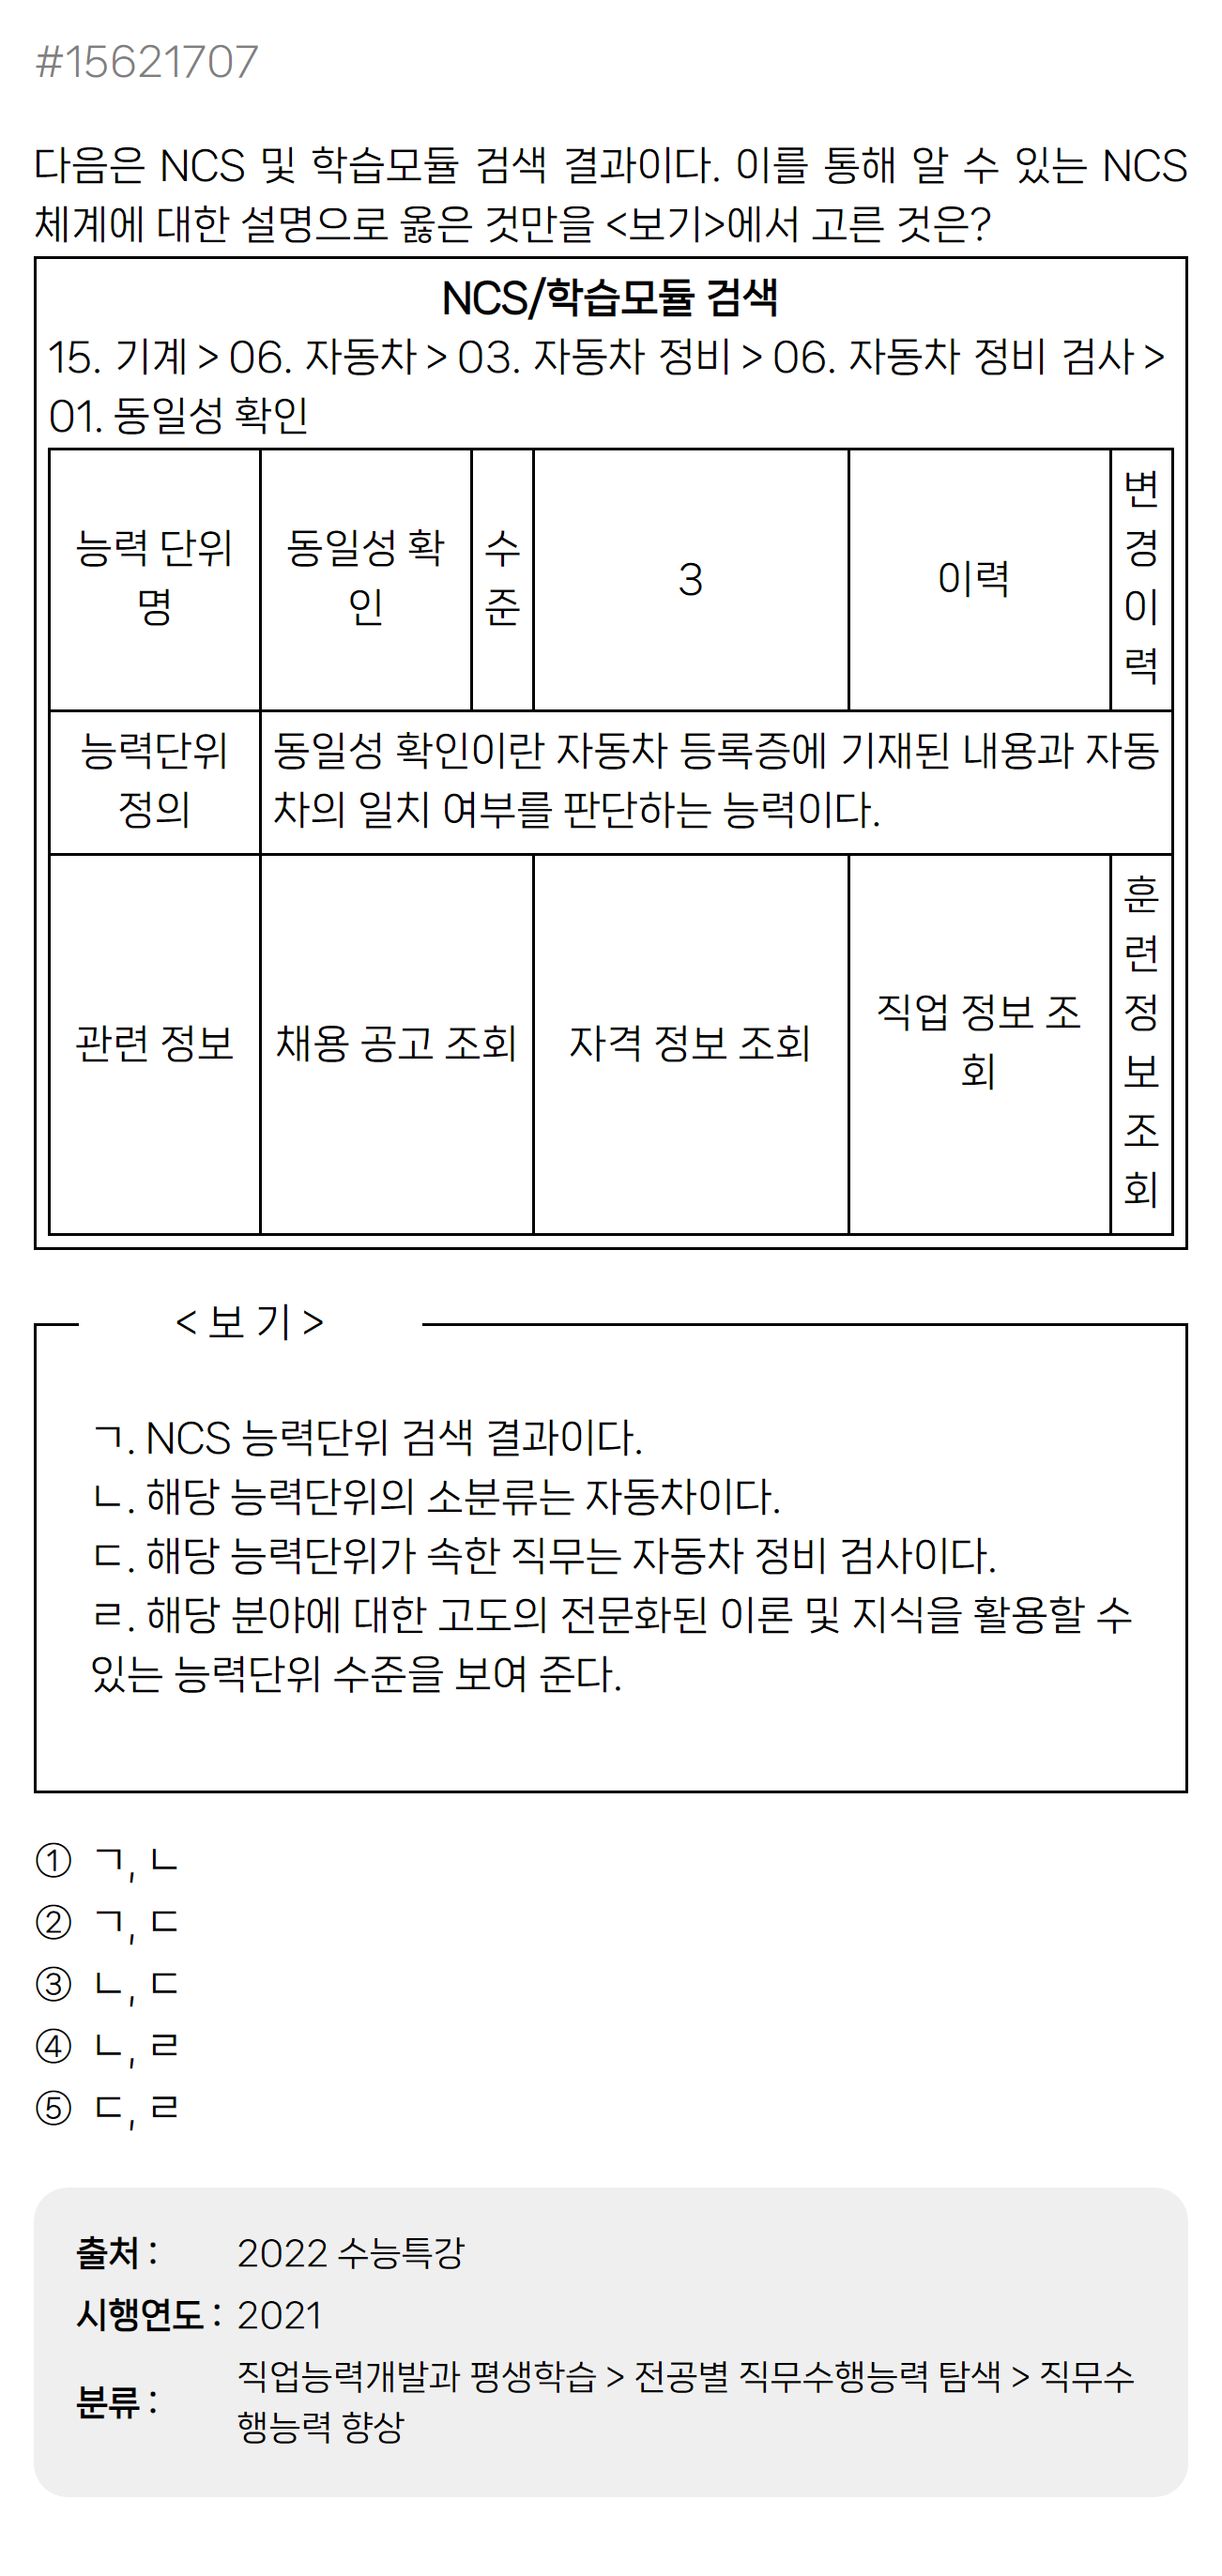 #15621707
다음은 NCS 및 학습모듈 검색 결과이다. 이를 통해 알 수 있는 NCS
체계에 대한 설명으로 옳은 것만을 <보기>에서 고른 것은?
NCS/학습모듈 검색
15. 기계 > 06. 자동차 > 03. 자동차 정비 > 06. 자동차 정비 검사 >
01. 동일성 확인
능력 단위
명
동일성 확
인
수
준
3
이력
변
경
이
력
능력단위
정의
동일성 확인이란 자동차 등록증에 기재된 내용과 자동
차의 일치 여부를 판단하는 능력이다.
관련 정보
채용 공고 조회
자격 정보 조회
직업 정보 조
회
훈
련
정
보
조
회
< 보 기 >
ㄱ. NCS 능력단위 검색 결과이다.
ㄴ. 해당 능력단위의 소분류는 자동차이다.
ㄷ. 해당 능력단위가 속한 직무는 자동차 정비 검사이다.
ㄹ. 해당 분야에 대한 고도의 전문화된 이론 및 지식을 활용할 수
있는 능력단위 수준을 보여 준다.
① ㄱ, ㄴ
② ㄱ, ㄷ
③ ㄴ, ㄷ
④ ㄴ, ㄹ
⑤ ㄷ, ㄹ
출처 : 2022 수능특강
시행연도 : 2021
분류 : 직업능력개발과 평생학습 > 전공별 직무수행능력 탐색 > 직무수
행능력 향상